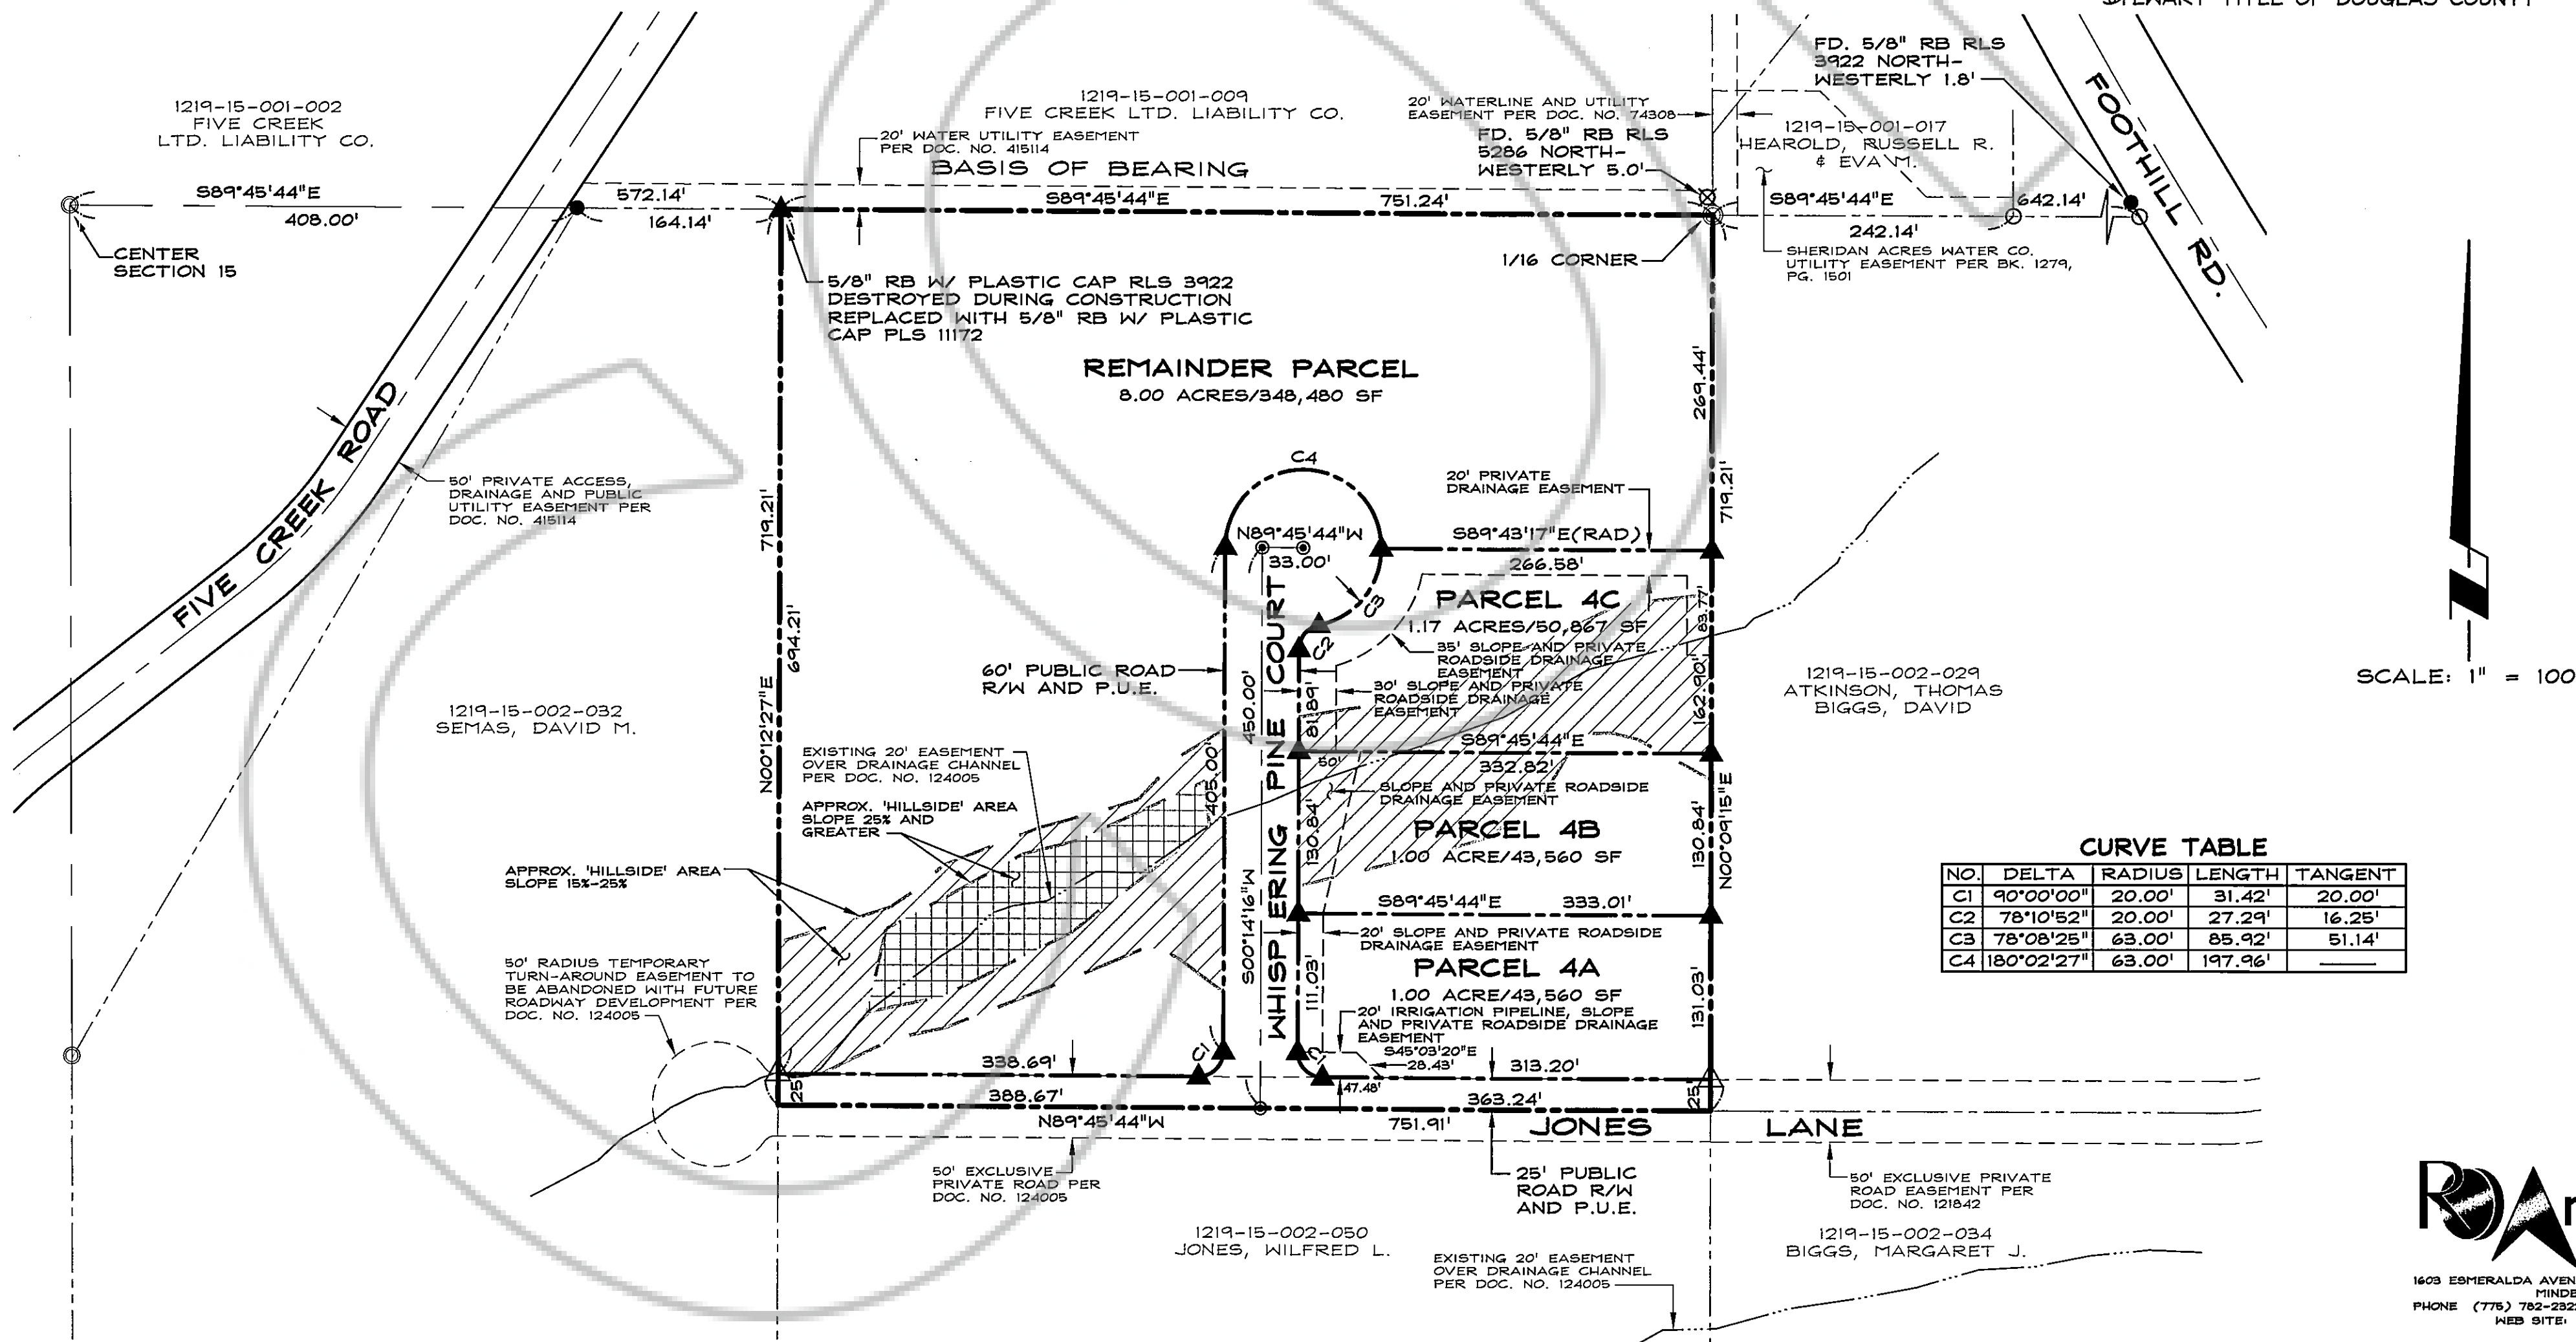 STEWART TITLE OF DOUGLAS COUNTY
1219-15-001-002
FIVE CREEK
LTD. LIABILITY CO.
1219-15-001-009
FIVE CREEK LTD. LIABILITY CO.
20' WATER UTILITY EASEMENT
PER DOC. NO. 415114
BASIS OF BEARING
20' WATERLINE AND UTILITY
EASEMENT PER DOC. NO. 74308
FD. 5/8" RB RLS
5286 NORTH-
WESTERLY 5.0'
FD. 5/8" RB RLS
3922 NORTH-
WESTERLY 1.8'
1219-15-001-017
HEAROLD, RUSSELL R.
& EVA M.
FOOTHILL RD.
S89°45'44"E
408.00'
572.14'
164.14'
S89°45'44"E
751.24'
S89°45'44"E
642.14'
242.14'
CENTER
SECTION 15
1/16 CORNER
SHERIDAN ACRES WATER CO.
UTILITY EASEMENT PER BK. 1279,
PG. 1501
5/8" RB W/ PLASTIC CAP RLS 3922
DESTROYED DURING CONSTRUCTION
REPLACED WITH 5/8" RB W/ PLASTIC
CAP PLS 11172
REMAINDER PARCEL
8.00 ACRES/348,480 SF
269.44'
719.21'
FIVE CREEK ROAD
50' PRIVATE ACCESS,
DRAINAGE AND PUBLIC
UTILITY EASEMENT PER
DOC. NO. 415114
719.21'
694.21'
N00°12'27"E
C4
20' PRIVATE
DRAINAGE EASEMENT
N89°45'44"W
33.00'
S89°43'17"E(RAD)
266.58'
C3
C2
PARCEL 4C
1.17 ACRES/50,867 SF
83.77'
162.90'
35' SLOPE AND PRIVATE
ROADSIDE DRAINAGE
EASEMENT
30' SLOPE AND PRIVATE
ROADSIDE DRAINAGE
EASEMENT
60' PUBLIC ROAD
R/W AND P.U.E.
450.00'
405.00'
81.89'
WHISPERING PINE COURT
S00°14'16"W
1219-15-002-029
ATKINSON, THOMAS
BIGGS, DAVID
SCALE: 1" = 100
1219-15-002-032
SEMAS, DAVID M.
EXISTING 20' EASEMENT
OVER DRAINAGE CHANNEL
PER DOC. NO. 124005
APPROX. 'HILLSIDE' AREA
SLOPE 25% AND
GREATER
S89°45'44"E
332.82'
50'
SLOPE AND PRIVATE ROADSIDE
DRAINAGE EASEMENT
130.84'
PARCEL 4B
1.00 ACRE/43,560 SF
130.84'
N00°09'15"E
APPROX. 'HILLSIDE' AREA
SLOPE 15%-25%
S89°45'44"E
333.01'
20' SLOPE AND PRIVATE ROADSIDE
DRAINAGE EASEMENT
PARCEL 4A
1.00 ACRE/43,560 SF
111.03'
131.03'
20' IRRIGATION PIPELINE, SLOPE
AND PRIVATE ROADSIDE DRAINAGE
EASEMENT
S45°03'20"E
28.43'
47.48'
CURVE TABLE
NO. DELTA RADIUS LENGTH TANGENT
C1 90°00'00" 20.00' 31.42' 20.00'
C2 78°10'52" 20.00' 27.29' 16.25'
C3 78°08'25" 63.00' 85.92' 51.14'
C4 180°02'27" 63.00' 197.96' ——
50' RADIUS TEMPORARY
TURN-AROUND EASEMENT TO
BE ABANDONED WITH FUTURE
ROADWAY DEVELOPMENT PER
DOC. NO. 124005
338.69'
C1
313.20'
25'
25'
388.67'
363.24'
N89°45'44"W
751.91'
JONES LANE
50' EXCLUSIVE
PRIVATE ROAD PER
DOC. NO. 124005
25' PUBLIC
ROAD R/W
AND P.U.E.
50' EXCLUSIVE PRIVATE
ROAD EASEMENT PER
DOC. NO. 121842
1219-15-002-050
JONES, WILFRED L.
1219-15-002-034
BIGGS, MARGARET J.
EXISTING 20' EASEMENT
OVER DRAINAGE CHANNEL
PER DOC. NO. 124005
ROA
1603 ESMERALDA AVEN
MINDE
PHONE (775) 782-232
WEB SITE: